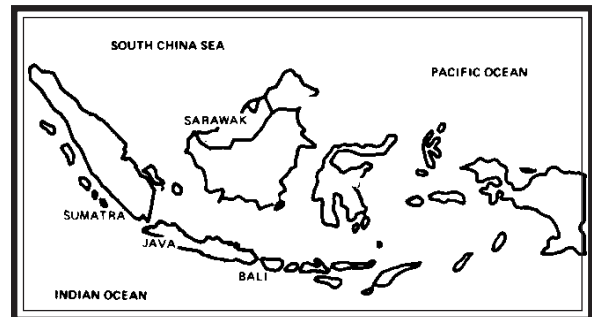 SOUTH CHINA SEA
PACIFIC OCEAN
SARAWAK
SUMATRA
JAVA
BALI
INDIAN OCEAN